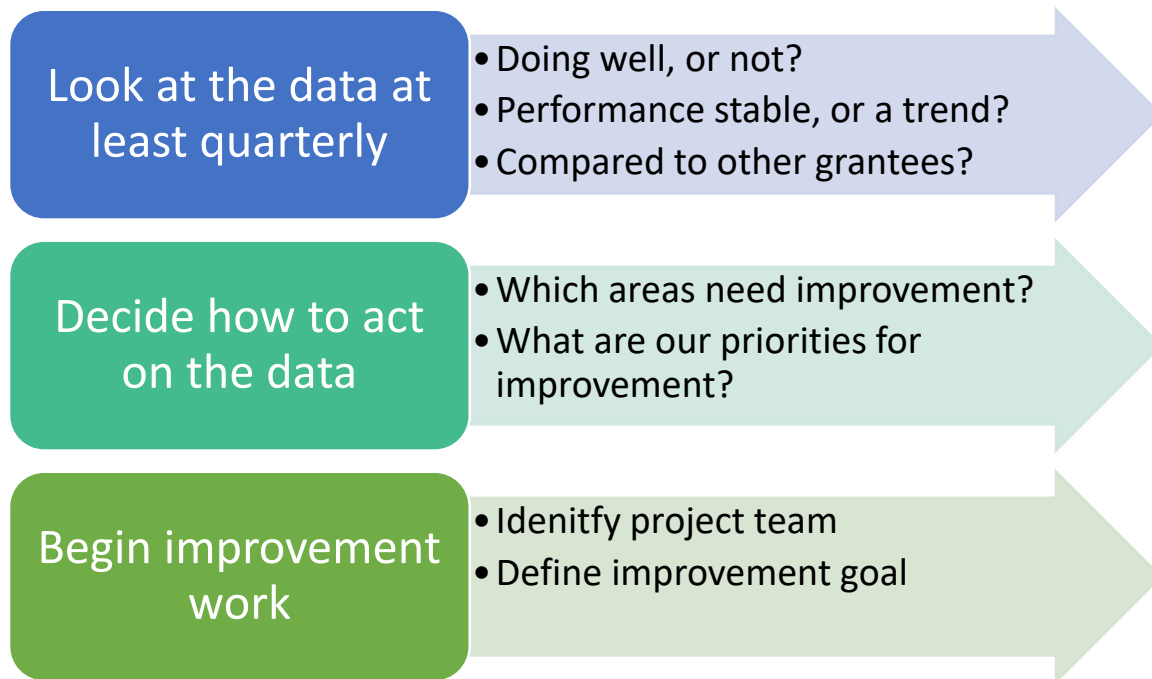 Look at the data at
least quarterly
•Doing well, or not?
•Performance stable, or a trend?
•Compared to other grantees?
Decide how to act
on the data
•Which areas need improvement?
•What are our priorities for
improvement?
Begin improvement
work
•Idenitfy project team
•Define improvement goal